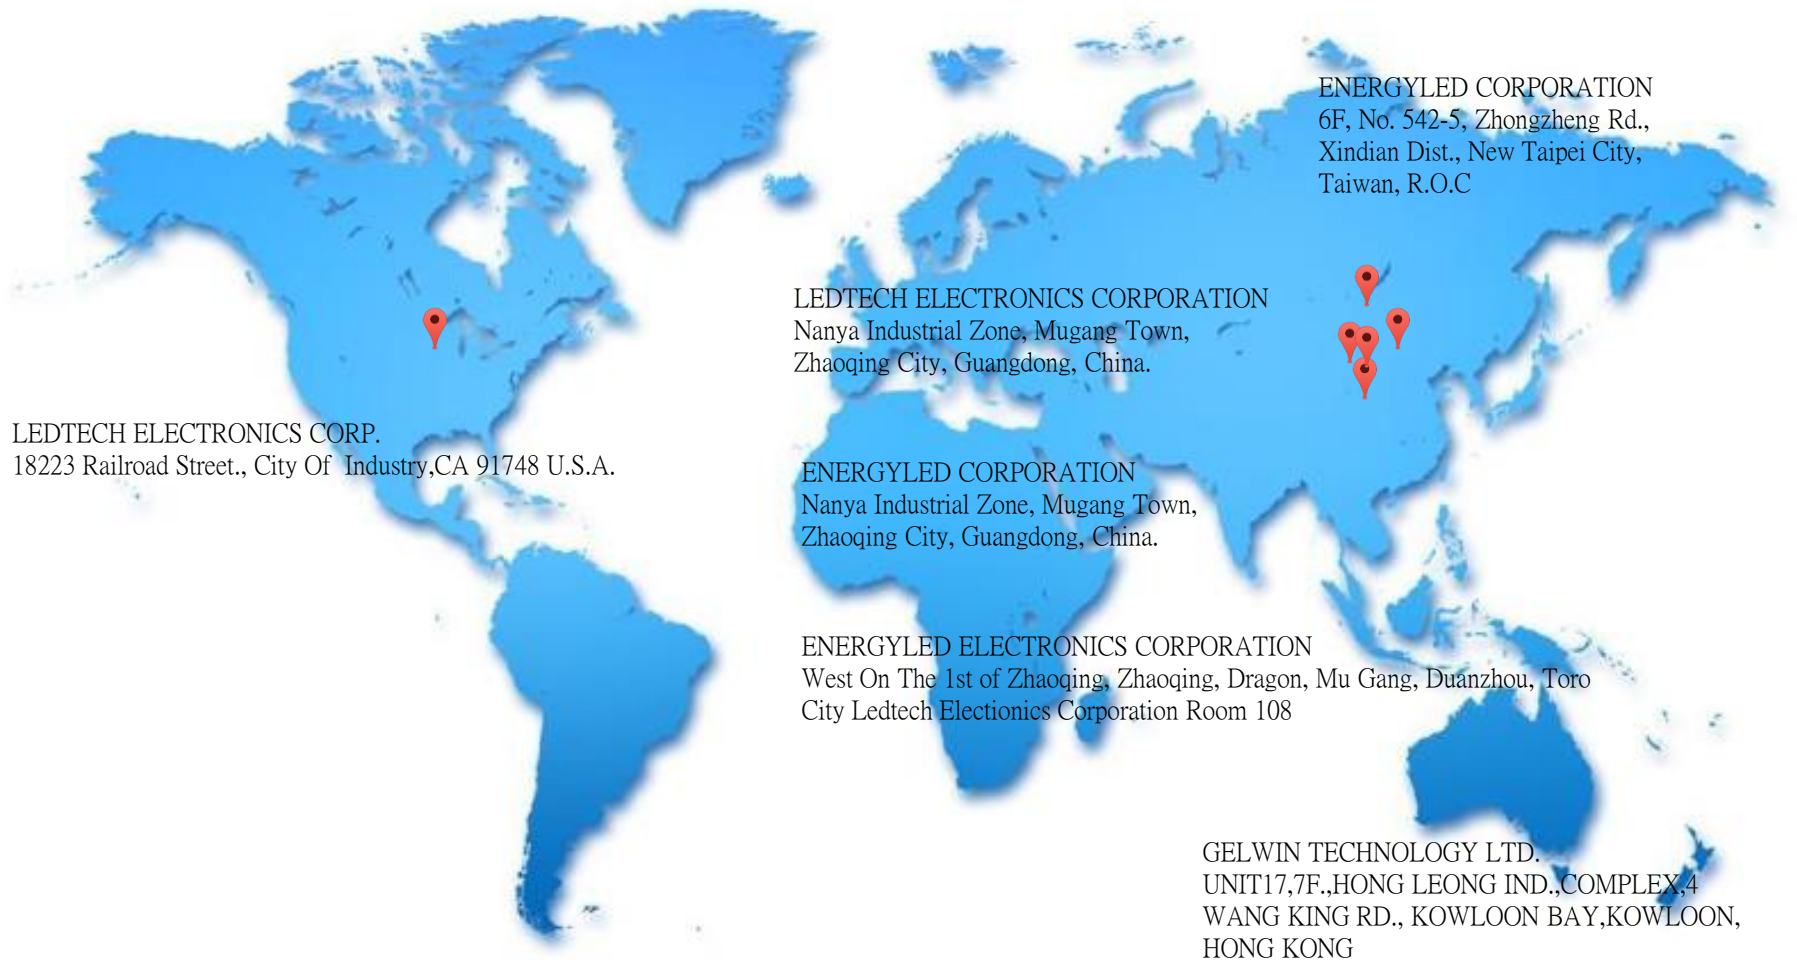 ENERGYLED CORPORATION
6F, No. 542-5, Zhongzheng Rd.,
Xindian Dist., New Taipei City,
Taiwan, R.O.C
LEDTECH ELECTRONICS CORPORATION
Nanya Industrial Zone, Mugang Town,
Zhaoqing City, Guangdong, China.
LEDTECH ELECTRONICS CORP.
18223 Railroad Street., City Of Industry,CA 91748 U.S.A.
ENERGYLED CORPORATION
Nanya Industrial Zone, Mugang Town,
Zhaoqing City, Guangdong, China.
ENERGYLED ELECTRONICS CORPORATION
West On The 1st of Zhaoqing, Zhaoqing, Dragon, Mu Gang, Duanzhou, Toro
City Ledtech Electionics Corporation Room 108
GELWIN TECHNOLOGY LTD.
UNIT17,7F.,HONG LEONG IND.,COMPLEX,4
WANG KING RD., KOWLOON BAY,KOWLOON,
HONG KONG